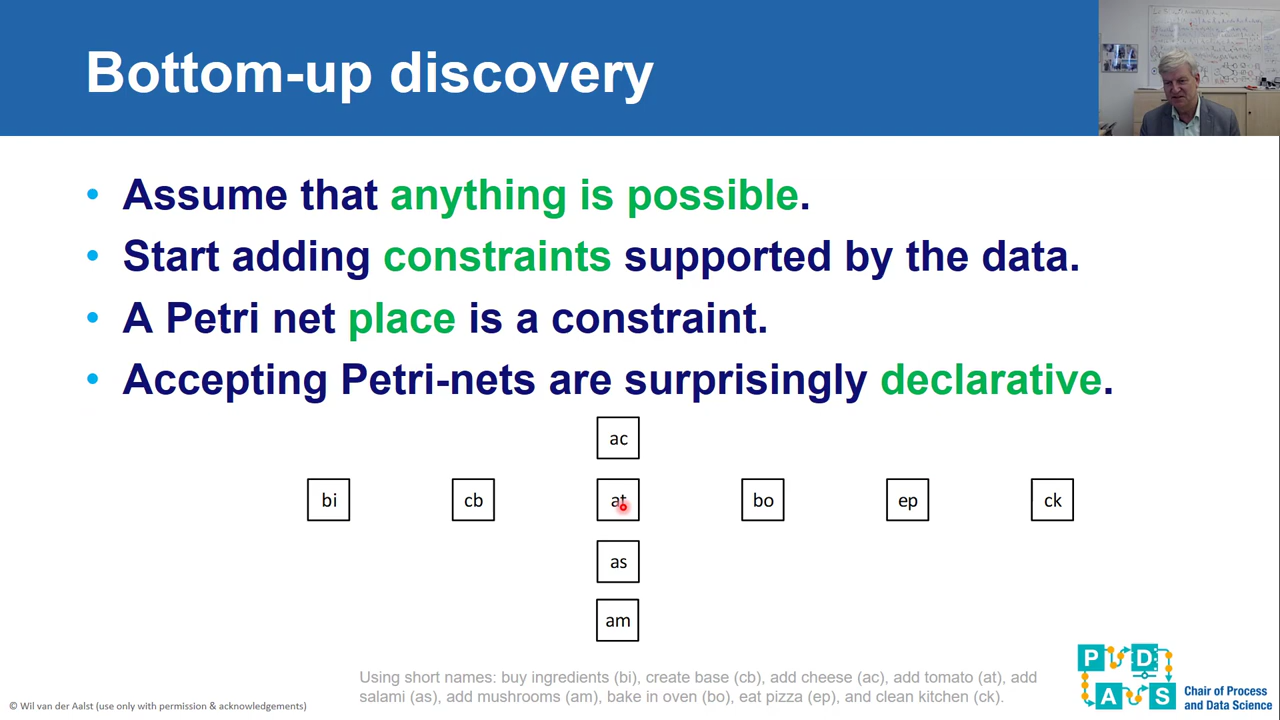 Bottom-up discovery
• Assume that anything is possible.
• Start adding constraints supported by the data.
• A Petri net place is a constraint.
• Accepting Petri-nets are surprisingly declarative.
ac
bi cb at bo ep ck
as
am
Using short names: buy ingredients (bi), create base (cb), add cheese (ac), add tomato (at), add
salami (as), add mushrooms (am), bake in oven (bo), eat pizza (ep), and clean kitchen (ck).
P D
A S
Chair of Process
and Data Science
© Wil van der Aalst (use only with permission & acknowledgements)